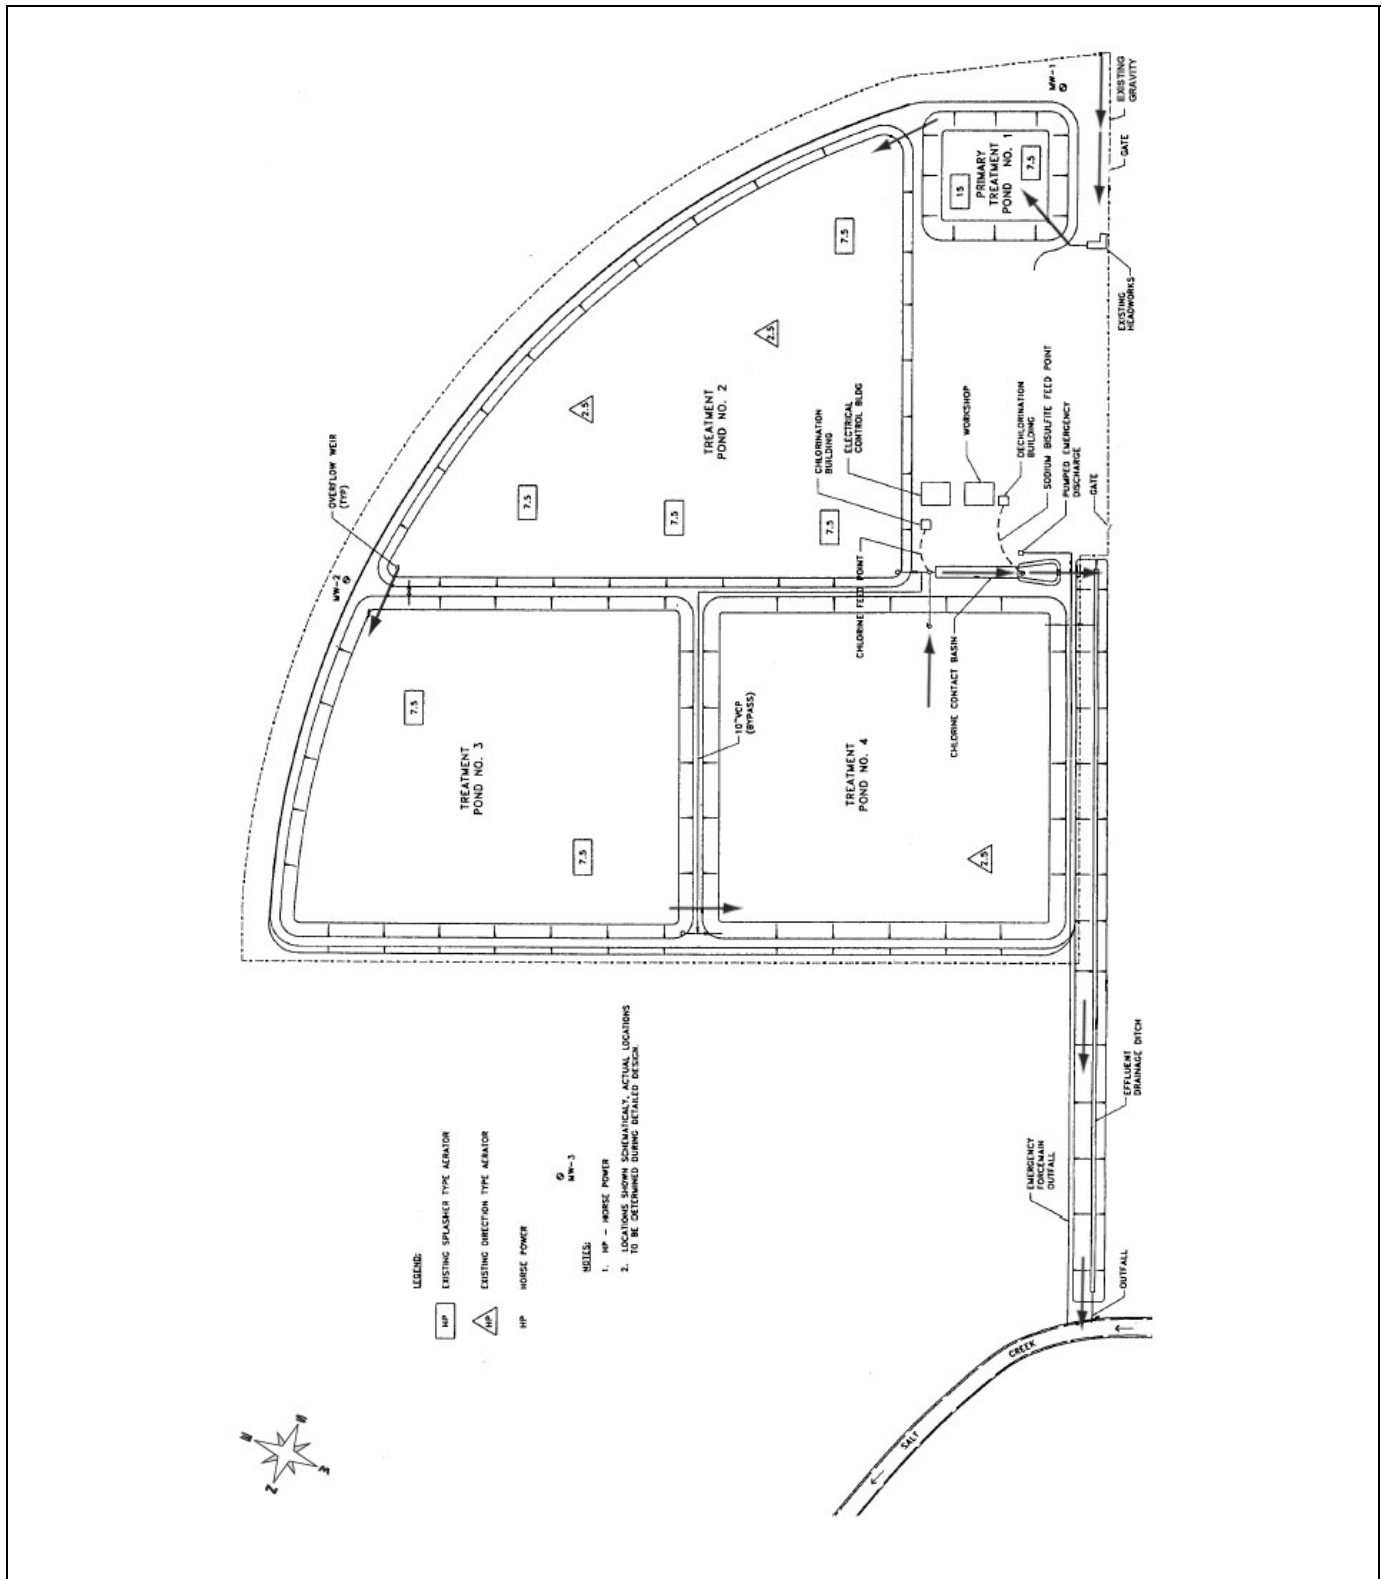 MW-1
EXISTING
GRAVITY
GATE
PRIMARY
TREATMENT
POND NO. 1
15
7.5
EXISTING
HEADWORKS
7.5
2.5
2.5
TREATMENT
POND NO. 2
7.5
7.5
7.5
OVERFLOW WEIR
(TYP)
MW-2
CHLORINATION
BUILDING
ELECTRICAL
CONTROL BLDG
WORKSHOP
DECHLORINATION
BUILDING
SODIUM BISULFITE FEED POINT
PUMPED EMERGENCY
DISCHARGE
GATE
CHLORINE FEED POINT
CHLORINE CONTACT BASIN
10"VCP
(BYPASS)
7.5
TREATMENT
POND NO. 3
7.5
TREATMENT
POND NO. 4
2.5
EFFLUENT
DRAINAGE DITCH
EMERGENCY
FORCEMAIN
OUTFALL
OUTFALL
SALT
CREEK
LEGEND:
HP
EXISTING SPLASHER TYPE AERATOR
HP
EXISTING DIRECTION TYPE AERATOR
HP
HORSE POWER
MW-3
NOTES:
1. HP - HORSE POWER
2. LOCATIONS SHOWN SCHEMATICALY, ACTUAL LOCATIONS
TO BE DETERMINED DURING DETAILED DESIGN.
N